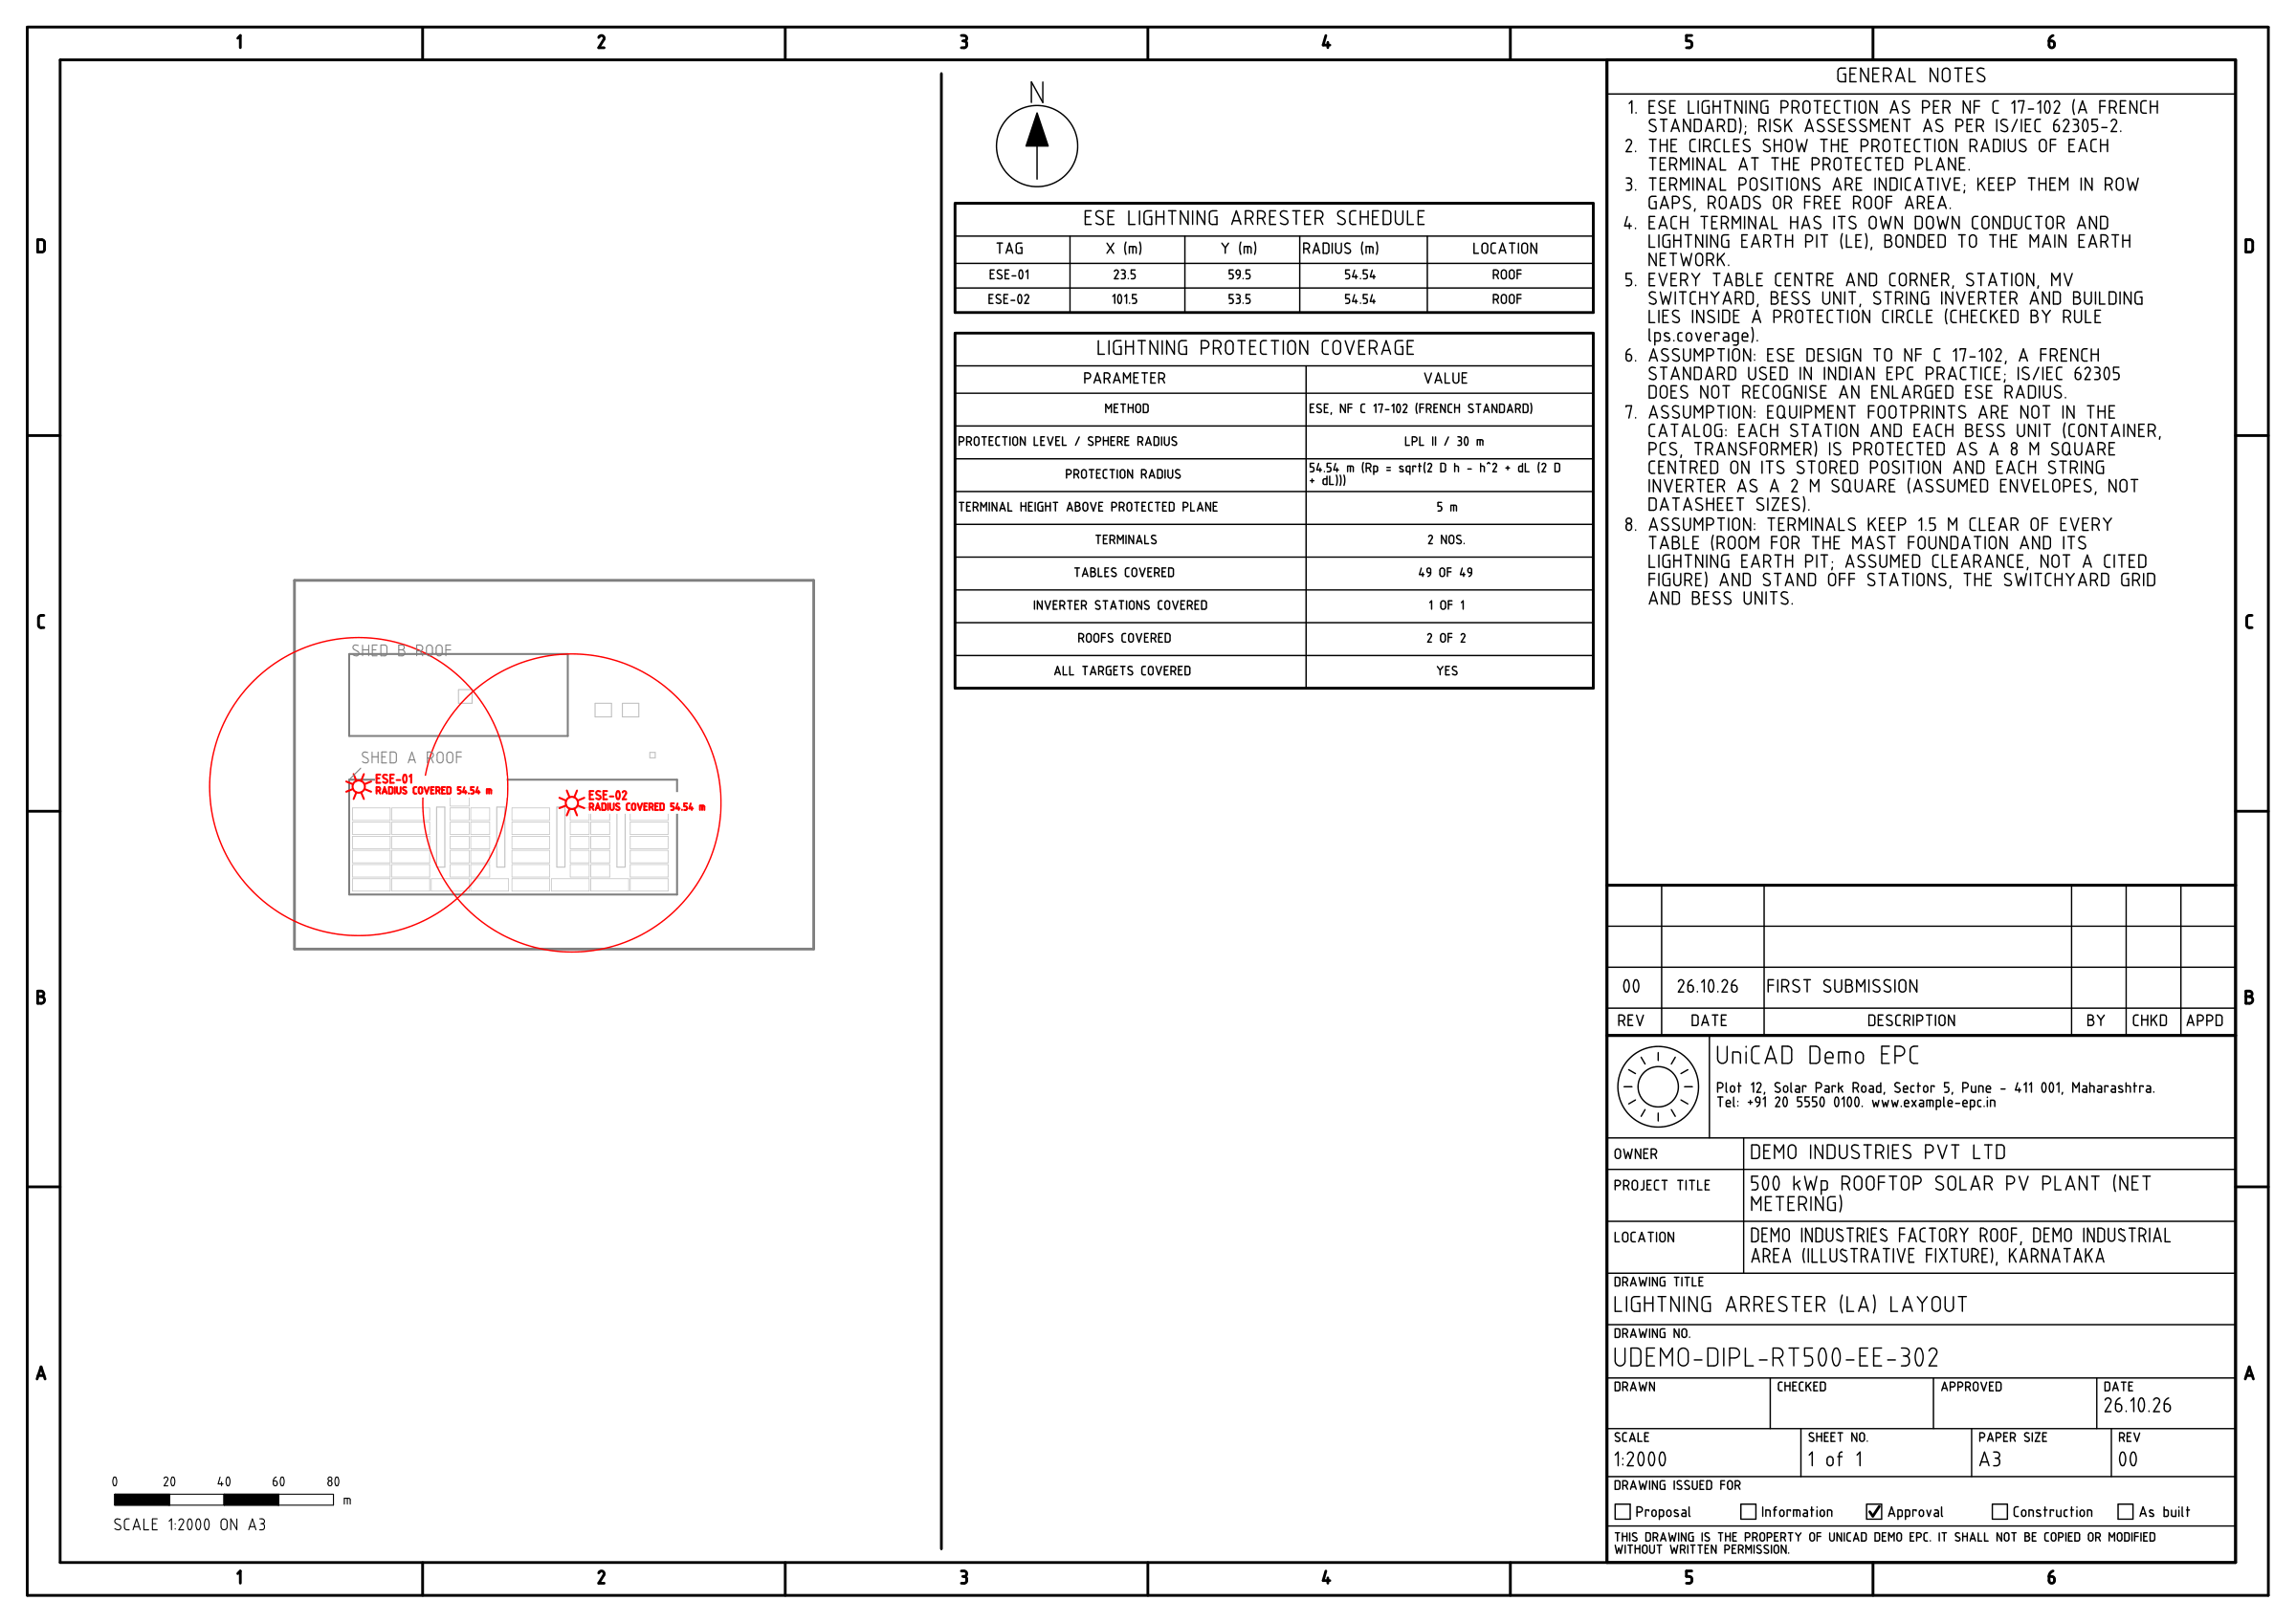 1 2 3 4 5 6
D
C
B
A
D
C
B
A
1 2 3 4 5 6
SHED B ROOF
SHED A ROOF
ESE-01
RADIUS COVERED 54.54 m
ESE-02
RADIUS COVERED 54.54 m
0 20 40 60 80
m
SCALE 1:2000 ON A3
N
ESE LIGHTNING ARRESTER SCHEDULE
TAG X (m) Y (m) RADIUS (m) LOCATION
ESE-01 23.5 59.5 54.54 ROOF
ESE-02 101.5 53.5 54.54 ROOF
LIGHTNING PROTECTION COVERAGE
PARAMETER VALUE
METHOD ESE, NF C 17-102 (FRENCH STANDARD)
PROTECTION LEVEL / SPHERE RADIUS LPL II / 30 m
PROTECTION RADIUS 54.54 m (Rp = sqrt(2 D h - h^2 + dL (2 D
+ dL)))
TERMINAL HEIGHT ABOVE PROTECTED PLANE 5 m
TERMINALS 2 NOS.
TABLES COVERED 49 OF 49
INVERTER STATIONS COVERED 1 OF 1
ROOFS COVERED 2 OF 2
ALL TARGETS COVERED YES
GENERAL NOTES
1. ESE LIGHTNING PROTECTION AS PER NF C 17-102 (A FRENCH
STANDARD); RISK ASSESSMENT AS PER IS/IEC 62305-2.
2. THE CIRCLES SHOW THE PROTECTION RADIUS OF EACH
TERMINAL AT THE PROTECTED PLANE.
3. TERMINAL POSITIONS ARE INDICATIVE; KEEP THEM IN ROW
GAPS, ROADS OR FREE ROOF AREA.
4. EACH TERMINAL HAS ITS OWN DOWN CONDUCTOR AND
LIGHTNING EARTH PIT (LE), BONDED TO THE MAIN EARTH
NETWORK.
5. EVERY TABLE CENTRE AND CORNER, STATION, MV
SWITCHYARD, BESS UNIT, STRING INVERTER AND BUILDING
LIES INSIDE A PROTECTION CIRCLE (CHECKED BY RULE
lps.coverage).
6. ASSUMPTION: ESE DESIGN TO NF C 17-102, A FRENCH
STANDARD USED IN INDIAN EPC PRACTICE; IS/IEC 62305
DOES NOT RECOGNISE AN ENLARGED ESE RADIUS.
7. ASSUMPTION: EQUIPMENT FOOTPRINTS ARE NOT IN THE
CATALOG: EACH STATION AND EACH BESS UNIT (CONTAINER,
PCS, TRANSFORMER) IS PROTECTED AS A 8 M SQUARE
CENTRED ON ITS STORED POSITION AND EACH STRING
INVERTER AS A 2 M SQUARE (ASSUMED ENVELOPES, NOT
DATASHEET SIZES).
8. ASSUMPTION: TERMINALS KEEP 1.5 M CLEAR OF EVERY
TABLE (ROOM FOR THE MAST FOUNDATION AND ITS
LIGHTNING EARTH PIT; ASSUMED CLEARANCE, NOT A CITED
FIGURE) AND STAND OFF STATIONS, THE SWITCHYARD GRID
AND BESS UNITS.
00 26.10.26 FIRST SUBMISSION
REV DATE DESCRIPTION BY CHKD APPD
UniCAD Demo EPC
Plot 12, Solar Park Road, Sector 5, Pune - 411 001, Maharashtra.
Tel: +91 20 5550 0100. www.example-epc.in
OWNER DEMO INDUSTRIES PVT LTD
PROJECT TITLE 500 kWp ROOFTOP SOLAR PV PLANT (NET
METERING)
LOCATION DEMO INDUSTRIES FACTORY ROOF, DEMO INDUSTRIAL
AREA (ILLUSTRATIVE FIXTURE), KARNATAKA
DRAWING TITLE
LIGHTNING ARRESTER (LA) LAYOUT
DRAWING NO.
UDEMO-DIPL-RT500-EE-302
DRAWN CHECKED APPROVED DATE
26.10.26
SCALE SHEET NO. PAPER SIZE REV
1:2000 1 of 1 A3 00
DRAWING ISSUED FOR
Proposal Information Approval Construction As built
THIS DRAWING IS THE PROPERTY OF UNICAD DEMO EPC. IT SHALL NOT BE COPIED OR MODIFIED
WITHOUT WRITTEN PERMISSION.